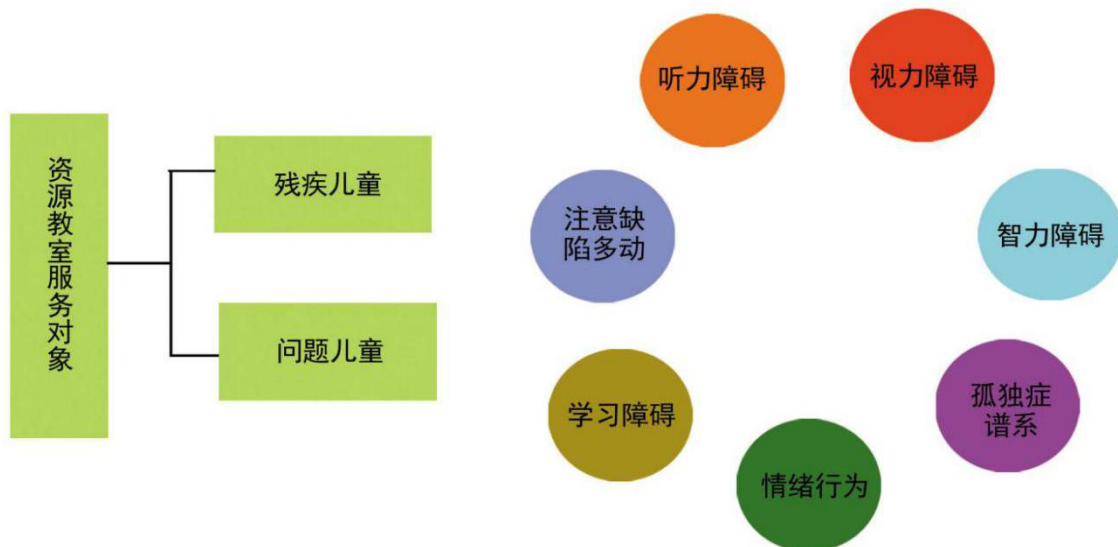 资源教室服务对象
残疾儿童
问题儿童
听力障碍
视力障碍
注意缺
陷多动
智力障碍
学习障碍
孤独症
谱系
情绪行为